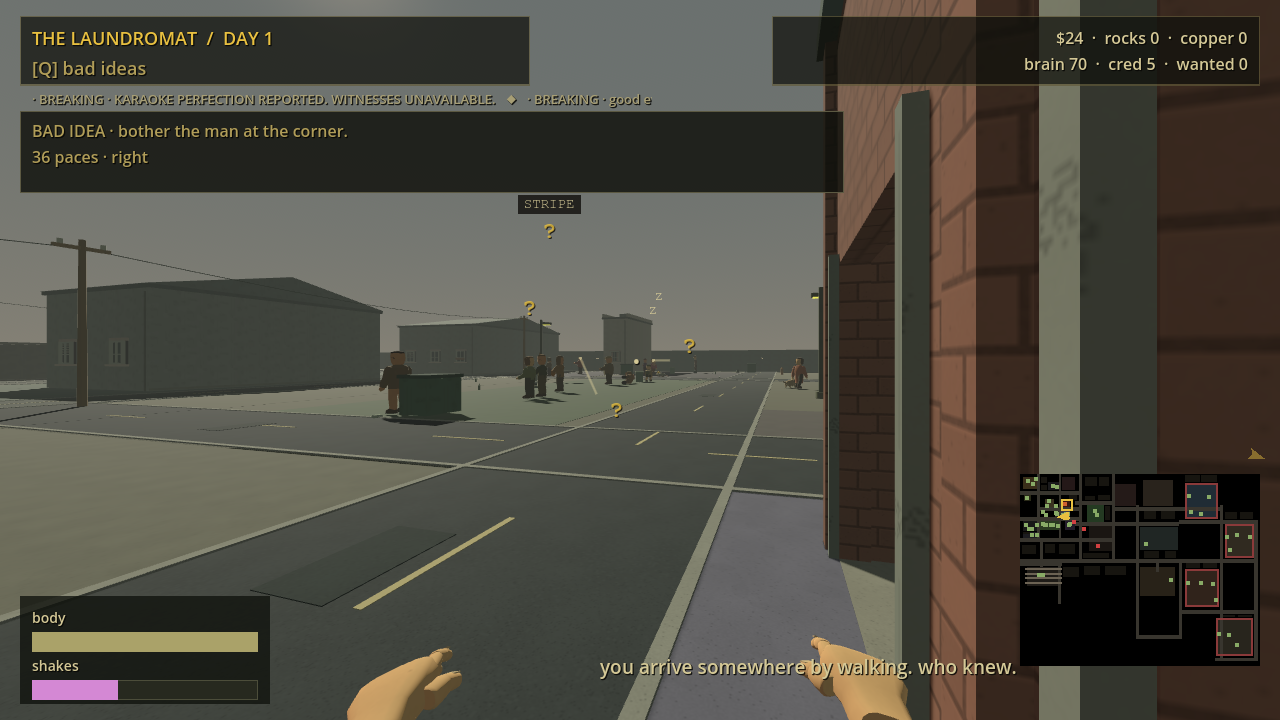 THE LAUNDROMAT / DAY 1
[Q] bad ideas
$24 · rocks 0 · copper 0
brain 70 · cred 5 · wanted 0
· BREAKING · KARAOKE PERFECTION REPORTED. WITNESSES UNAVAILABLE. ◆ · BREAKING · good e
BAD IDEA · bother the man at the corner.
36 paces · right
STRIPE
?
?
z
z
?
?
body
shakes
you arrive somewhere by walking. who knew.